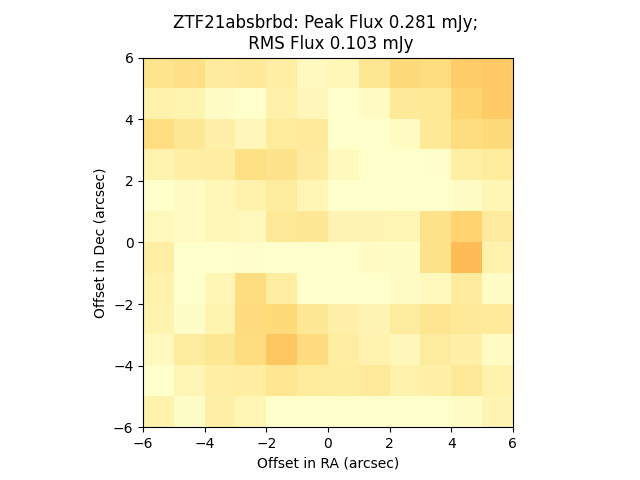 ZTF21absbrbd: Peak Flux 0.281 mJy;
RMS Flux 0.103 mJy
6
4
2
0
−2
−4
−6
Offset in Dec (arcsec)
−6 −4 −2 0 2 4 6
Offset in RA (arcsec)